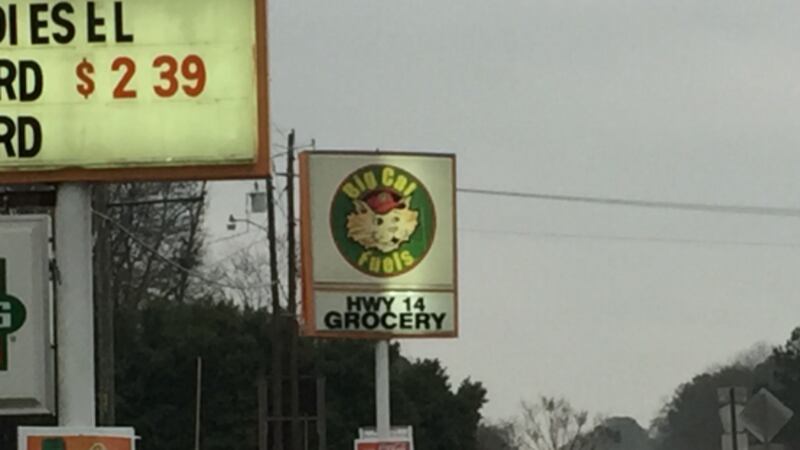 DIESEL
RD $2 39
RD
Big Cat
Fuels
HWY 14
GROCERY